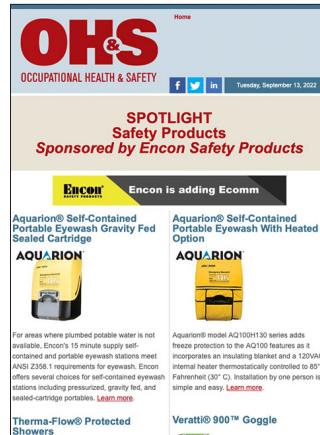 Home
OH&S
OCCUPATIONAL HEALTH & SAFETY
Tuesday, September 13, 2022
SPOTLIGHT
Safety Products
Sponsored by Encon Safety Products
Encon
SAFETY PRODUCTS
Encon is adding Ecomm
Aquarion® Self-Contained
Portable Eyewash Gravity Fed
Sealed Cartridge
AQUARION
For areas where plumbed potable water is not
available, Encon's 15 minute supply self-
contained and portable eyewash stations meet
ANSI Z358.1 requirements for eyewash. Encon
offers several choices for self-contained eyewash
stations including pressurized, gravity fed, and
sealed-cartridge portables. Learn more.
Therma-Flow® Protected
Showers
Aquarion® Self-Contained
Portable Eyewash With Heated
Option
AQUARION
Aquarion® model AQ100H130 series adds
freeze protection to the AQ100 features as it
incorporates an insulating blanket and a 120VAC
internal heater thermostatically controlled to 85°
Fahrenheit (30° C). Installation by one person is
simple and easy. Learn more.
Veratti® 900™ Goggle